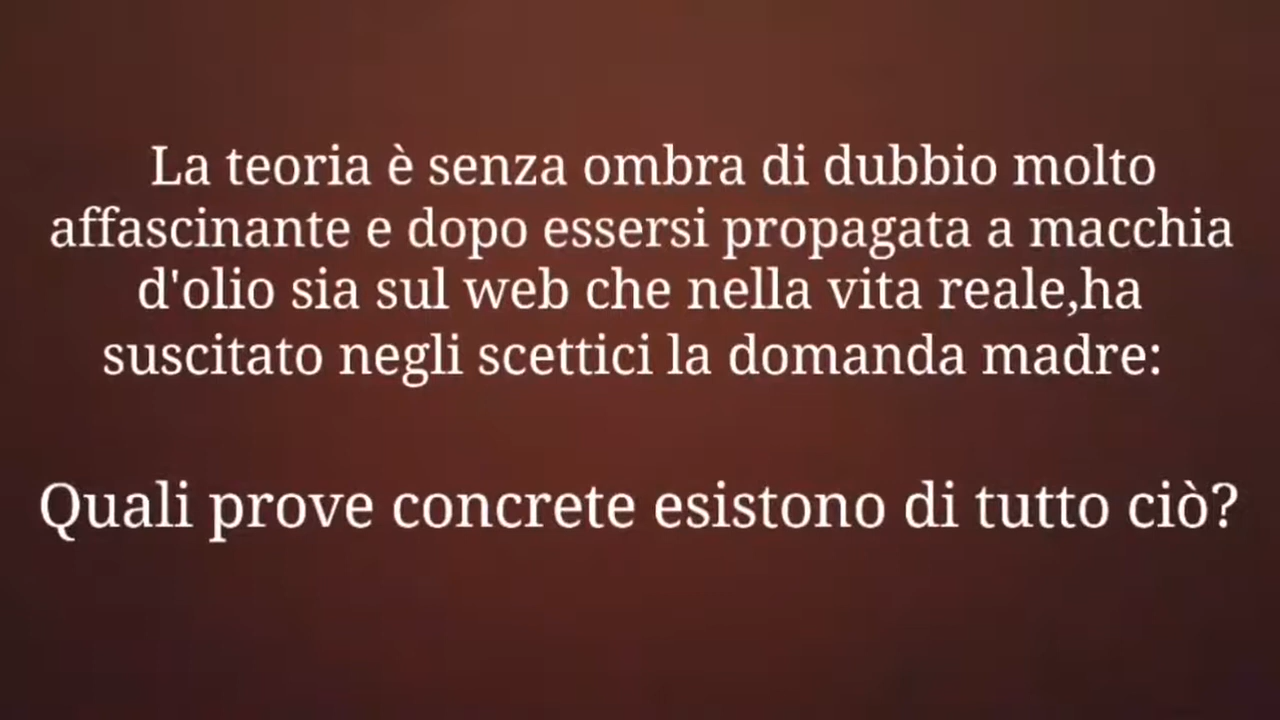 La teoria è senza ombra di dubbio molto
affascinante e dopo essersi propagata a macchia
d'olio sia sul web che nella vita reale,ha
suscitato negli scettici la domanda madre:
Quali prove concrete esistono di tutto ciò?